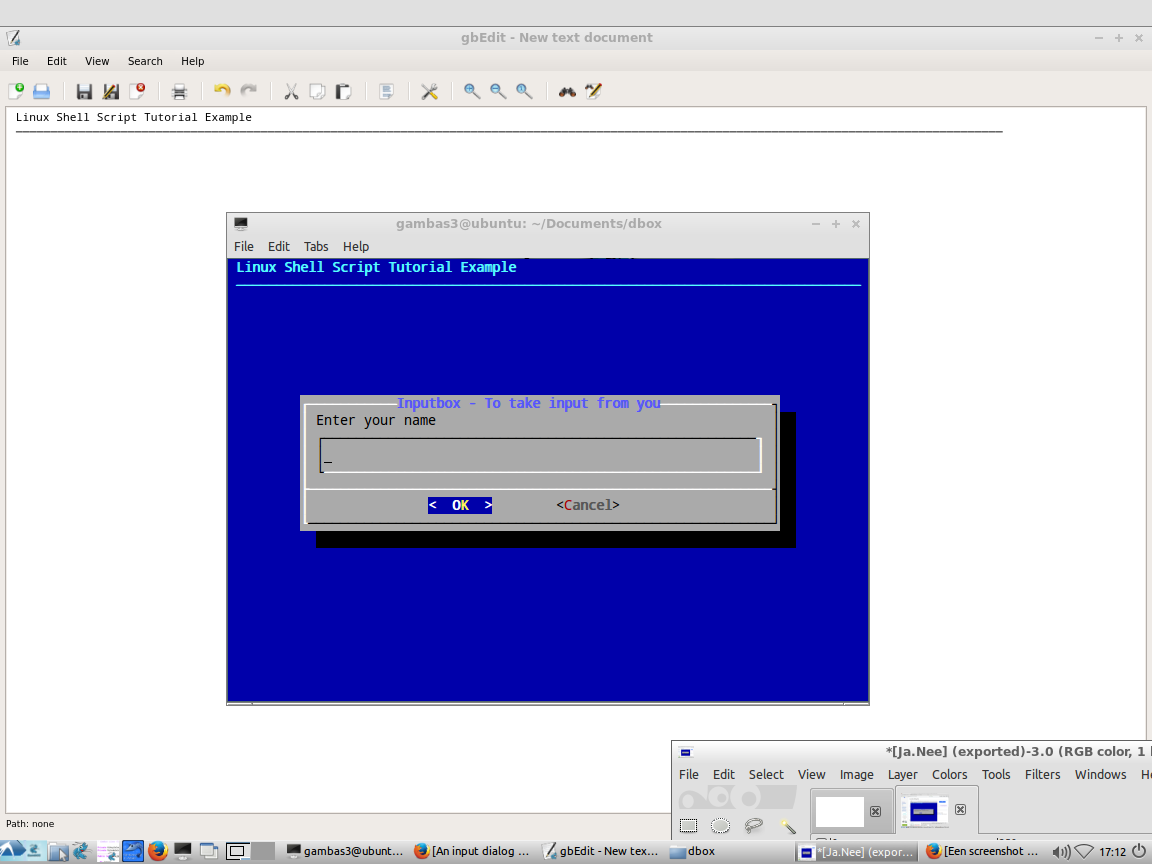 gbEdit - New text document
File Edit View Search Help
Linux Shell Script Tutorial Example
gambas3@ubuntu: ~/Documents/dbox
File Edit Tabs Help
Linux Shell Script Tutorial Example
Inputbox - To take input from you
Enter your name
< OK > <Cancel>
*[Ja.Nee] (exported)-3.0 (RGB color, 1
File Edit Select View Image Layer Colors Tools Filters Windows He
Path: none
gambas3@ubunt... [An input dialog ... gbEdit - New tex... dbox *[Ja.Nee] (expor... [Een screenshot ... 17:12